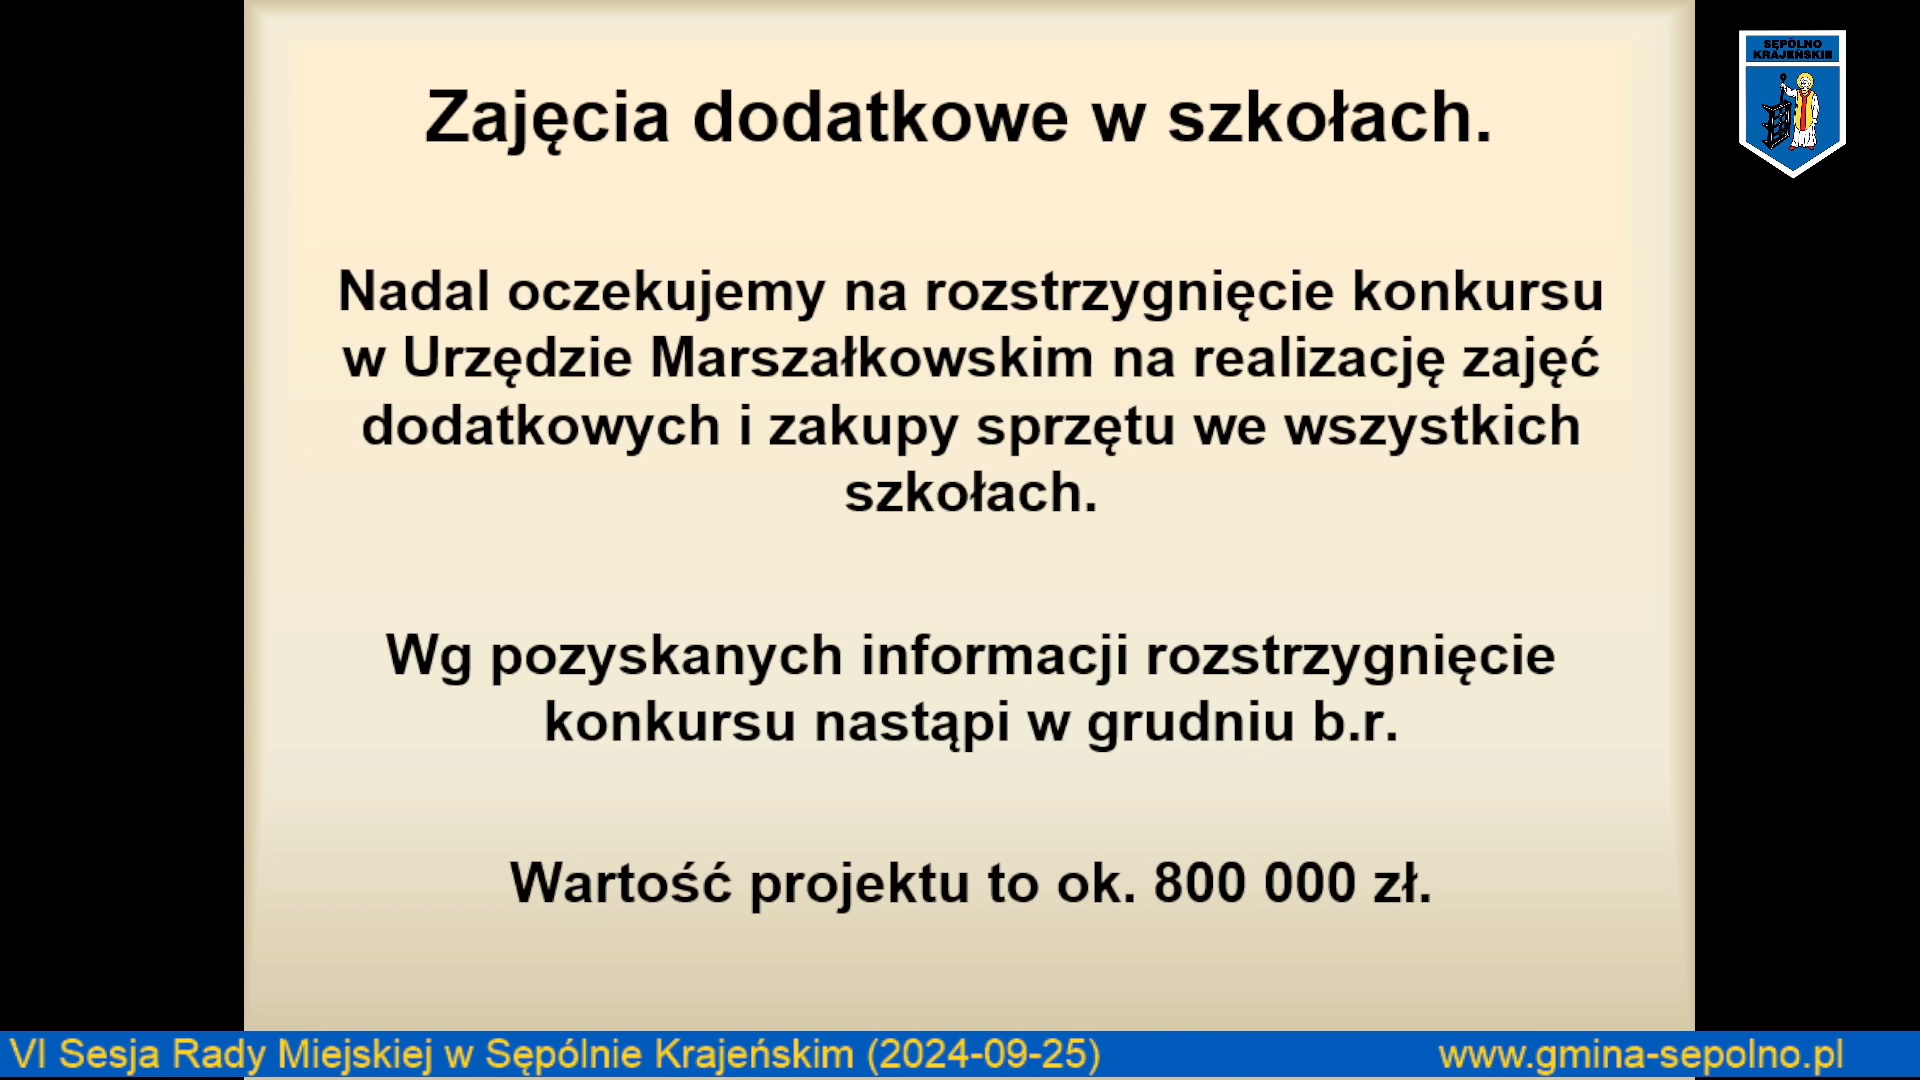 SĘPÓLNO
KRAJEŃSKIE
Zajęcia dodatkowe w szkołach.
Nadal oczekujemy na rozstrzygnięcie konkursu
w Urzędzie Marszałkowskim na realizację zajęć
dodatkowych i zakupy sprzętu we wszystkich
szkołach.
Wg pozyskanych informacji rozstrzygnięcie
konkursu nastąpi w grudniu b.r.
Wartość projektu to ok. 800 000 zł.
VI Sesja Rady Miejskiej w Sępólnie Krajeńskim (2024-09-25)
www.gmina-sepolno.pl